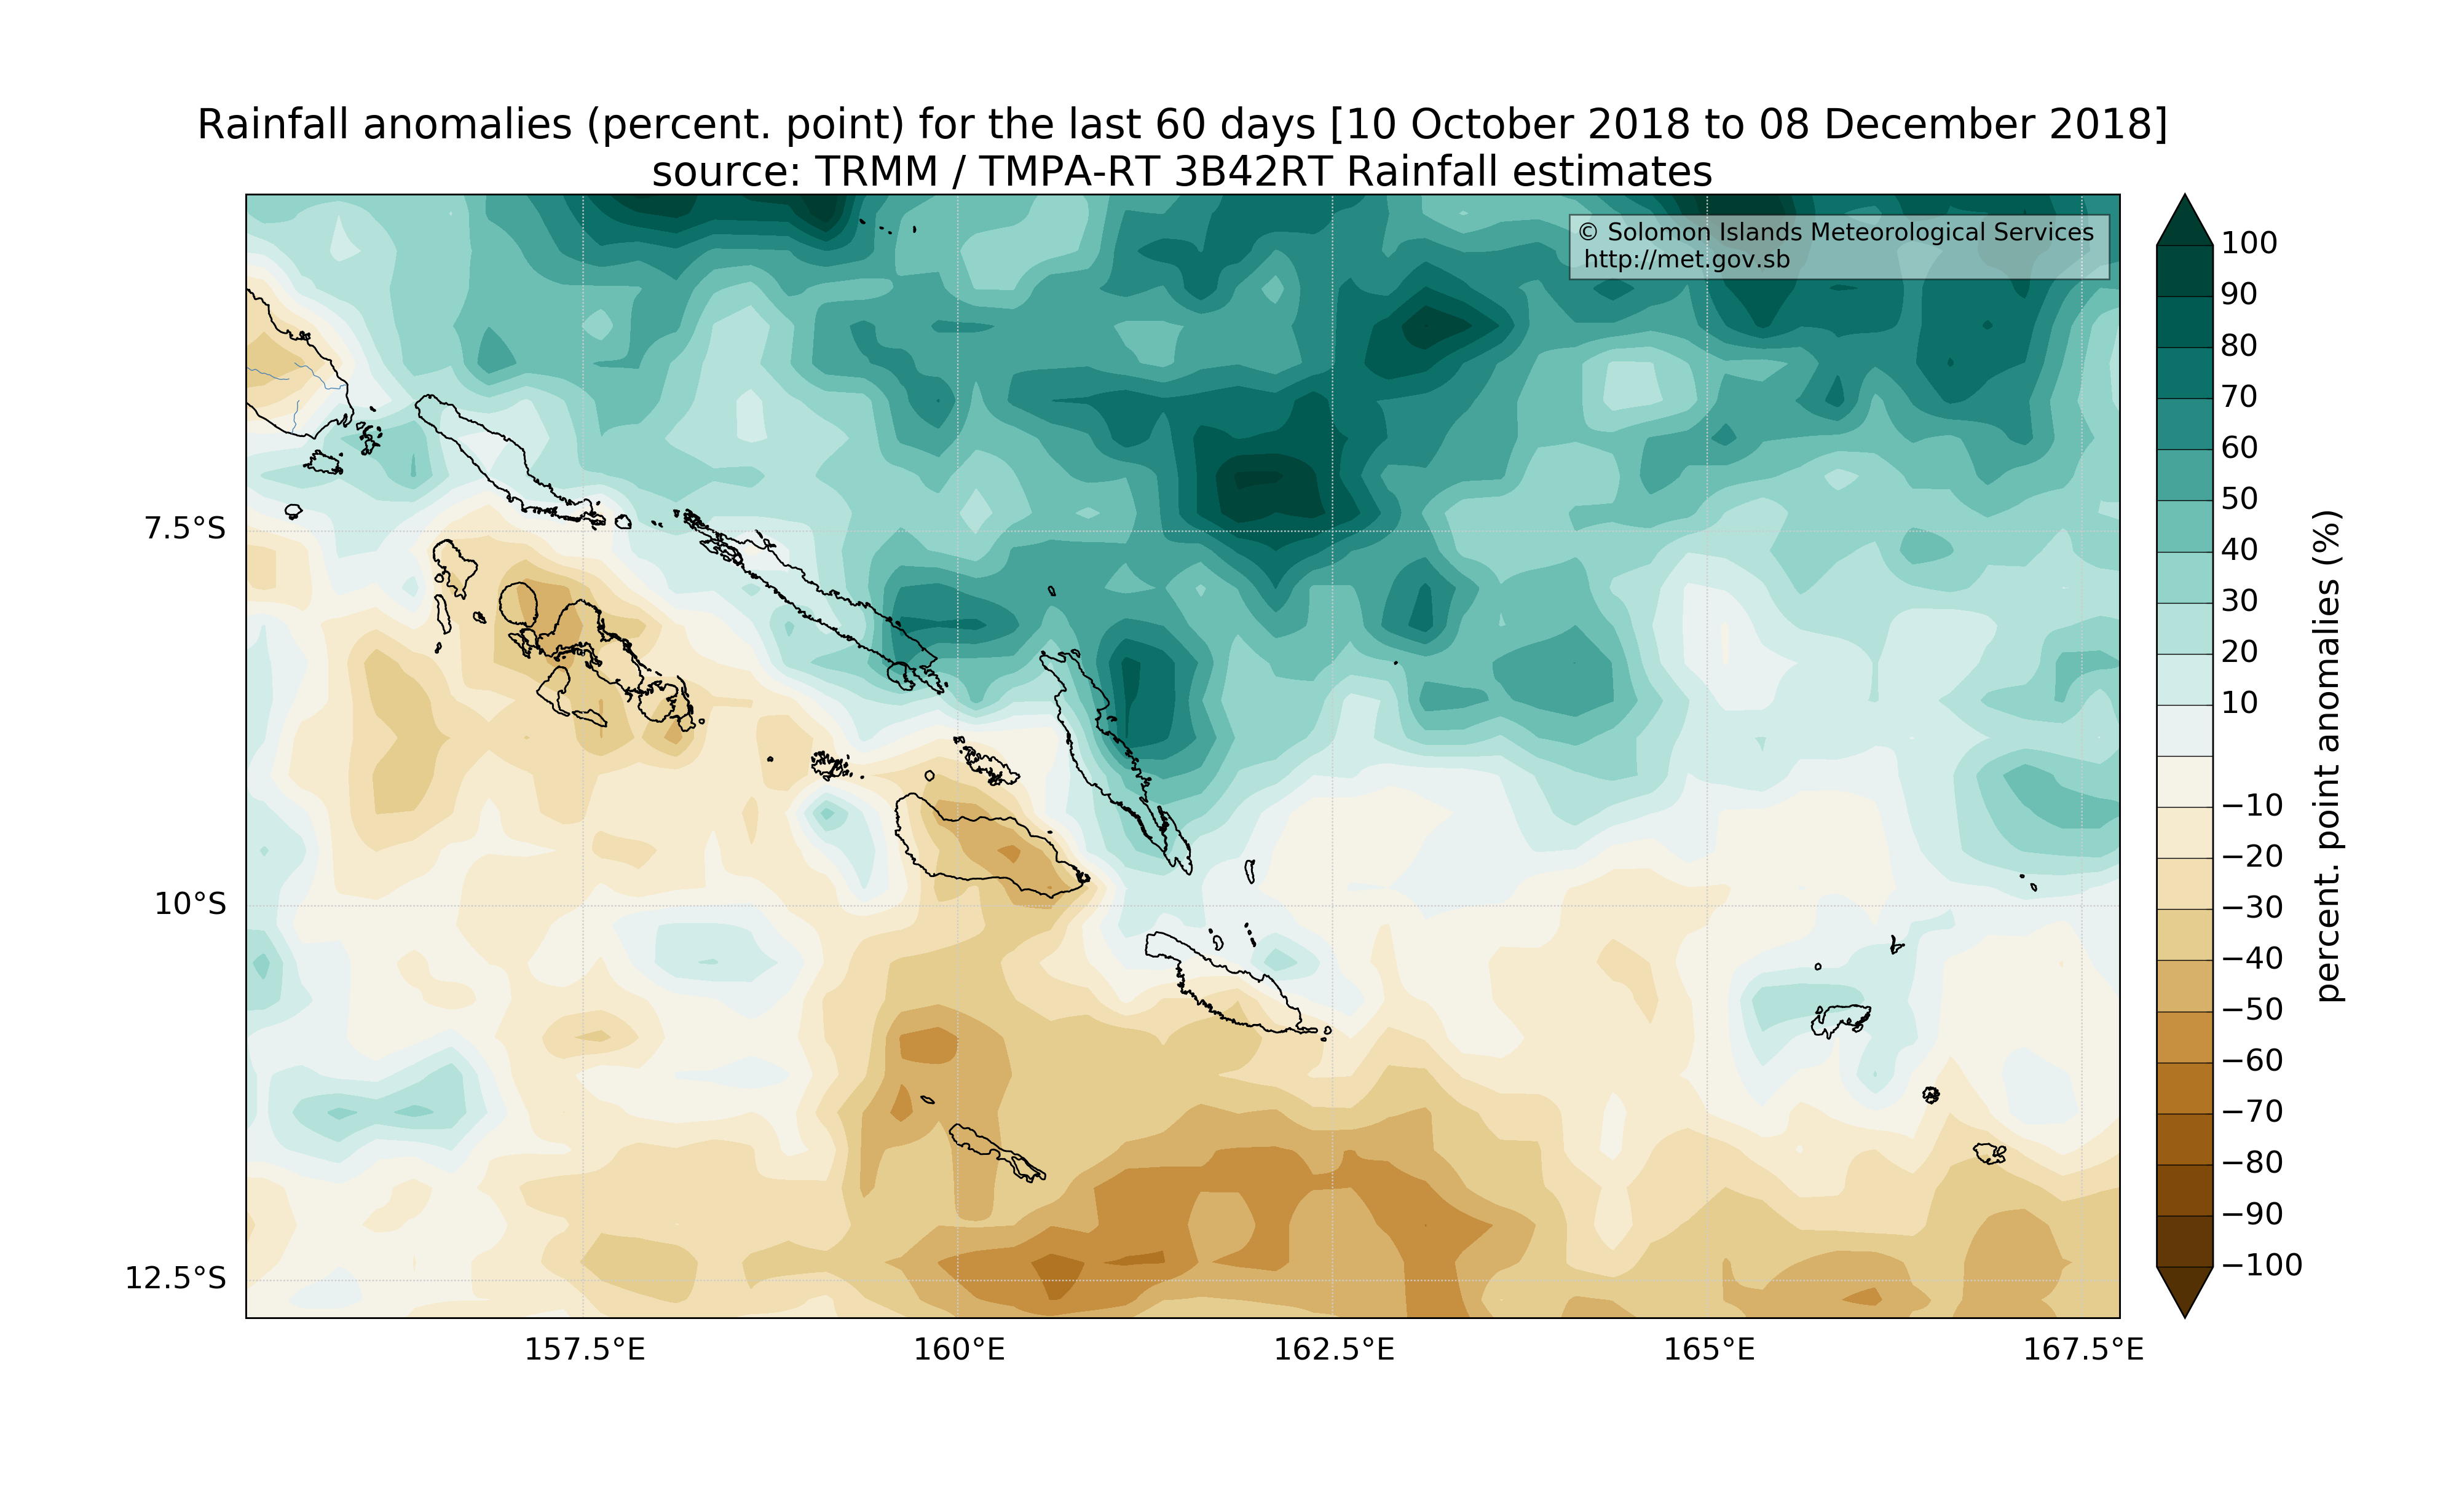 Rainfall anomalies (percent. point) for the last 60 days [10 October 2018 to 08 December 2018]
source: TRMM / TMPA-RT 3B42RT Rainfall estimates
© Solomon Islands Meteorological Services
http://met.gov.sb
7.5°S
10°S
12.5°S
157.5°E
160°E
162.5°E
165°E
167.5°E
100
90
80
70
60
50
40
30
20
10
−10
−20
−30
−40
−50
−60
−70
−80
−90
−100
percent. point anomalies (%)